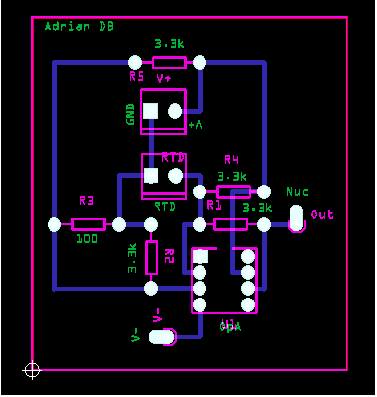 Adrian DB
3.3k
R5 V+
GND
+A
RTD
R4
3.3k
Nuc
R3
RTD
R1
3.3k
Out
100
3.3k
R2
V-
V-
OpA